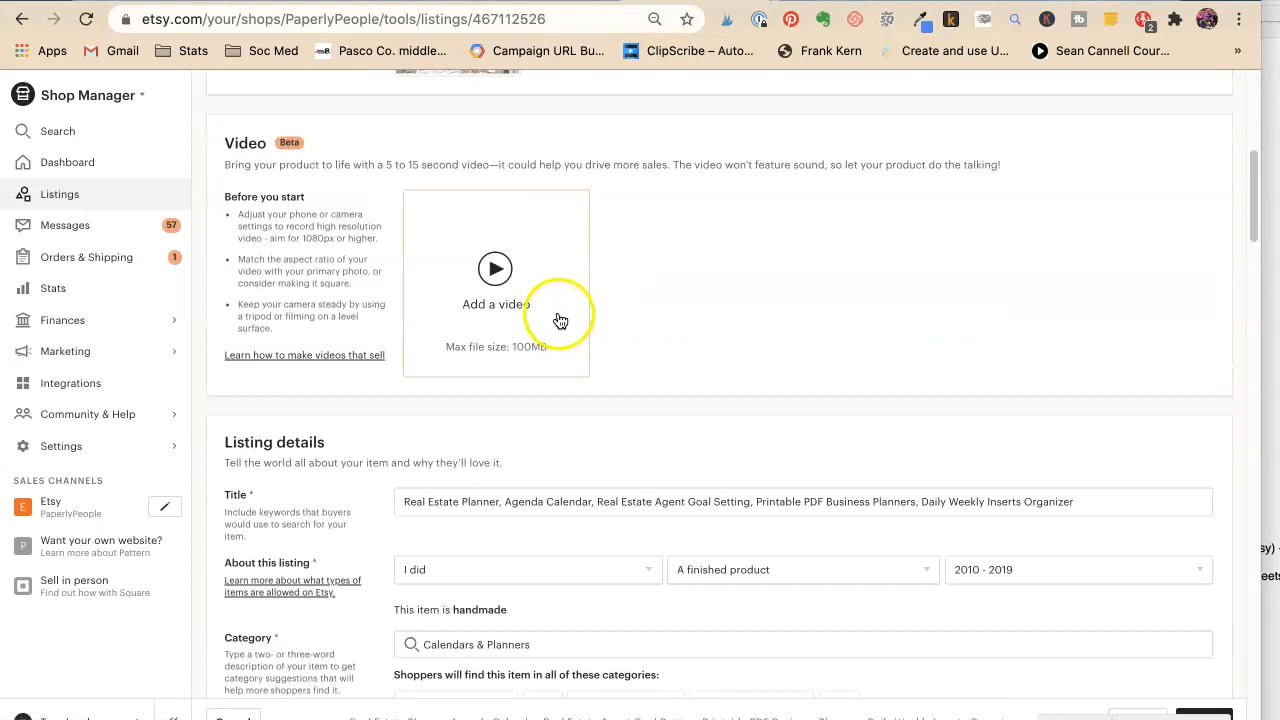 etsy.com/your/shops/PaperlyPeople/tools/listings/467112526
2
Apps Gmail Stats Soc Med Pasco Co. middle... Campaign URL Bu... ClipScribe – Auto... Frank Kern Create and use U... Sean Cannell Cour... »
Shop Manager
Search
Dashboard
Listings
Messages 57
Orders & Shipping 1
Stats
Finances
Marketing
Integrations
Community & Help
Settings
SALES CHANNELS
E Etsy
PaperlyPeople
P Want your own website?
Learn more about Pattern
Sell in person
Find out how with Square
Video Beta
Bring your product to life with a 5 to 15 second video—it could help you drive more sales. The video won't feature sound, so let your product do the talking!
Before you start
• Adjust your phone or camera
settings to record high resolution
video - aim for 1080px or higher.
• Match the aspect ratio of your
video with your primary photo, or
consider making it square.
• Keep your camera steady by using
a tripod or filming on a level
surface.
Learn how to make videos that sell
Add a video
Max file size: 100MB
Listing details
Tell the world all about your item and why they'll love it.
Title *
Include keywords that buyers
would use to search for your
item.
Real Estate Planner, Agenda Calendar, Real Estate Agent Goal Setting, Printable PDF Business Planners, Daily Weekly Inserts Organizer
About this listing *
Learn more about what types of
items are allowed on Etsy.
I did
A finished product
2010 - 2019
This item is handmade
Category *
Type a two- or three-word
description of your item to get
category suggestions that will
help more shoppers find it.
Calendars & Planners
Shoppers will find this item in all of these categories: